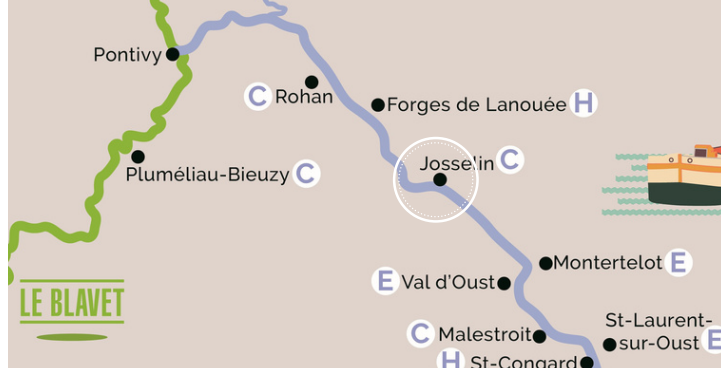 Pontivy
C Rohan
Forges de Lanouée H
Pluméliau-Bieuzy C
Josselin C
Montertelot E
E Val d'Oust
LE BLAVET
C Malestroit
St-Laurent-
sur-Oust E
H St-Congard